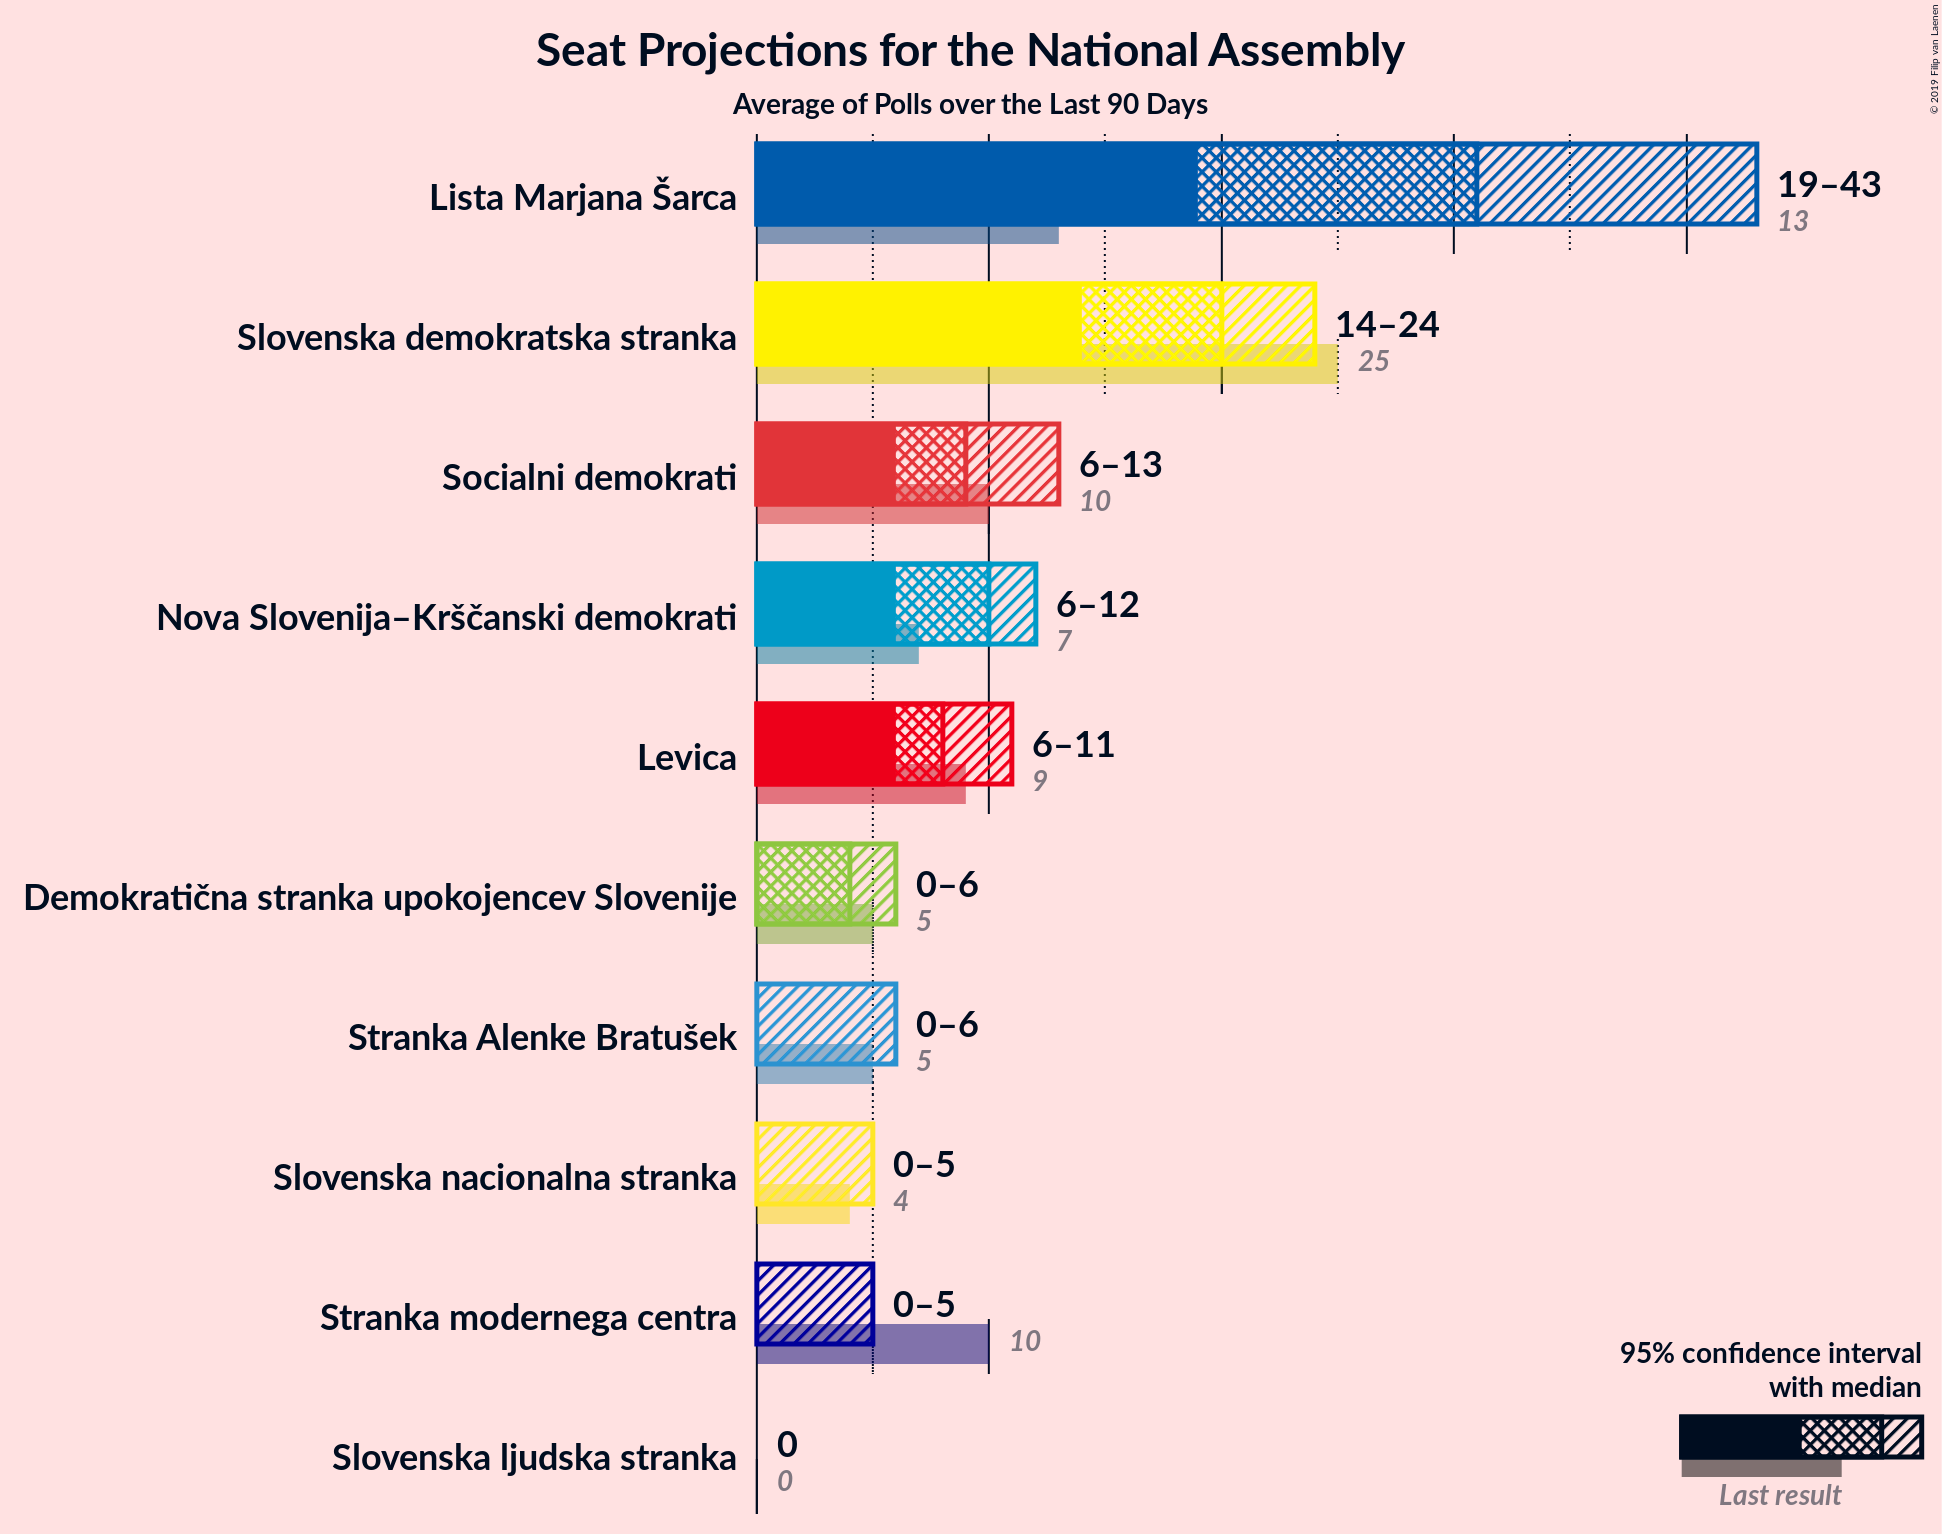 Seat Projections for the National Assembly
Average of Polls over the Last 90 Days
© 2019 Filip van Laenen
Lista Marjana Šarca
19–43
13
Slovenska demokratska stranka
14–24
25
Socialni demokrati
6–13
10
Nova Slovenija–Krščanski demokrati
6–12
7
Levica
6–11
9
Demokratična stranka upokojencev Slovenije
0–6
5
Stranka Alenke Bratušek
0–6
5
Slovenska nacionalna stranka
0–5
4
Stranka modernega centra
0–5
10
Slovenska ljudska stranka
0
0
95% confidence interval
with median
Last result